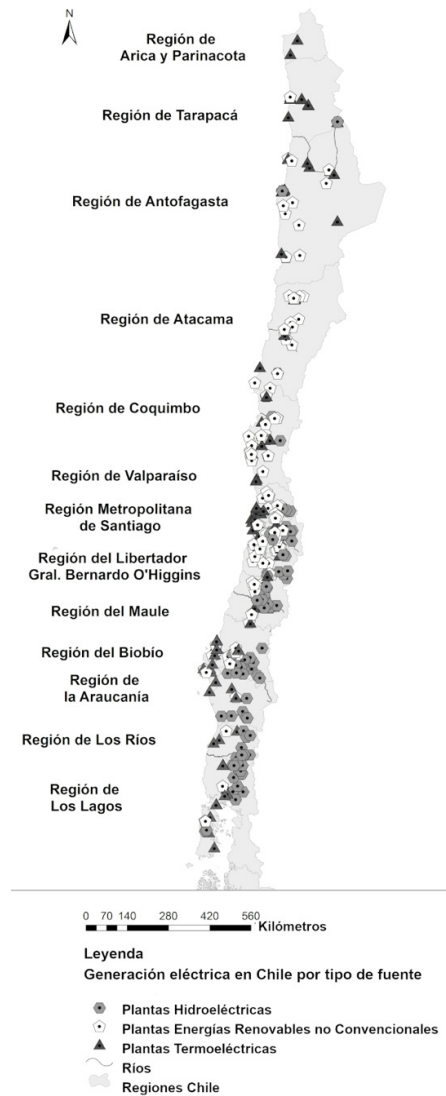 N
Región de
Arica y Parinacota
Región de Tarapacá
Región de Antofagasta
Región de Atacama
Región de Coquimbo
Región de Valparaíso
Región Metropolitana
de Santiago
Región del Libertador
Gral. Bernardo O'Higgins
Región del Maule
Región del Biobío
Región de
la Araucanía
Región de Los Ríos
Región de
Los Lagos
0 70 140 280 420 560
Kilómetros
Leyenda
Generación eléctrica en Chile por tipo de fuente
Plantas Hidroeléctricas
Plantas Energías Renovables no Convencionales
Plantas Termoeléctricas
Ríos
Regiones Chile